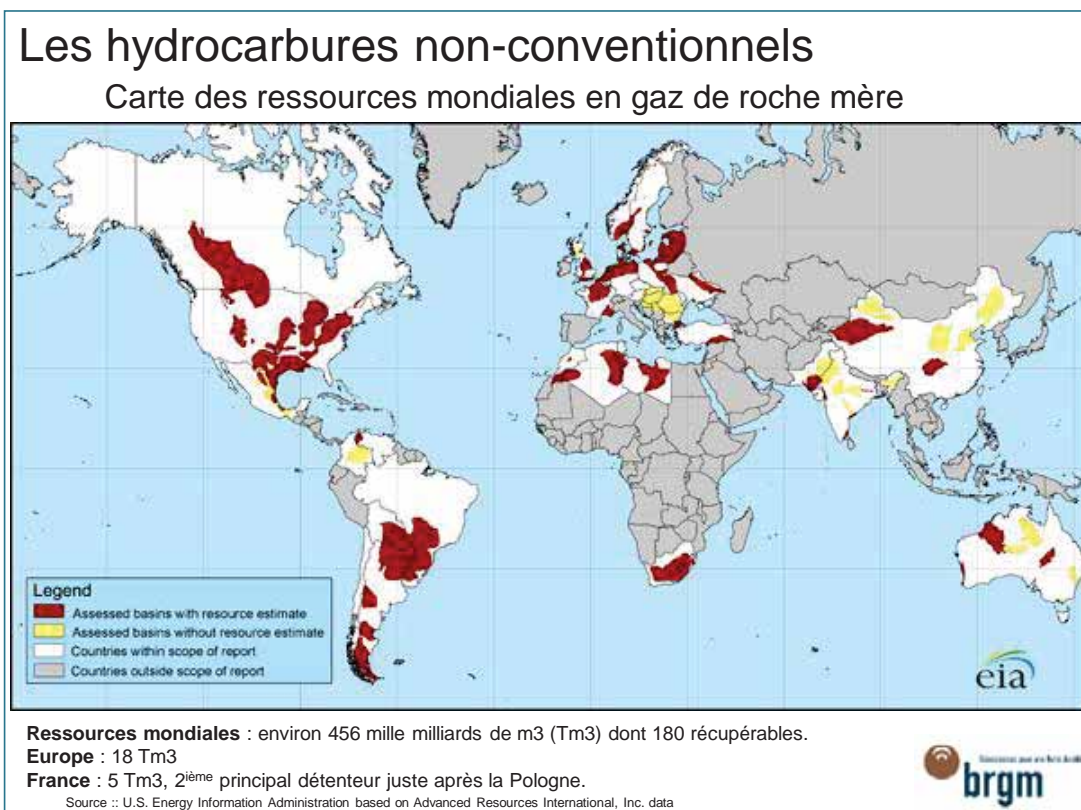 Les hydrocarbures non-conventionnels
Carte des ressources mondiales en gaz de roche mère
Legend
Assessed basins with resource estimate
Assessed basins without resource estimate
Countries within scope of report
Countries outside scope of report
eia
Ressources mondiales : environ 456 mille milliards de m3 (Tm3) dont 180 récupérables.
Europe : 18 Tm3
France : 5 Tm3, 2ième principal détenteur juste après la Pologne.
Source :: U.S. Energy Information Administration based on Advanced Resources International, Inc. data
brgm